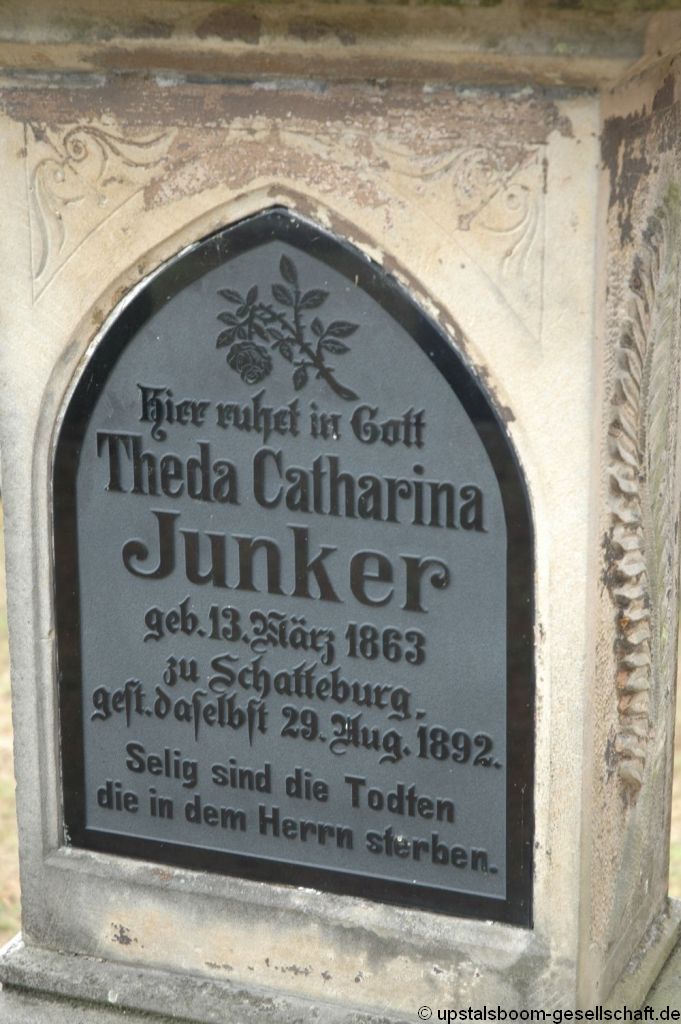 Hier ruhet in Gott
Theda Catharina
Junker
geb. 13. März 1863
zu Schatteburg,
gest. daselbst 29. Aug. 1892.
Selig sind die Todten
die in dem Herrn sterben.
© upstalsboom-gesellschaft.de